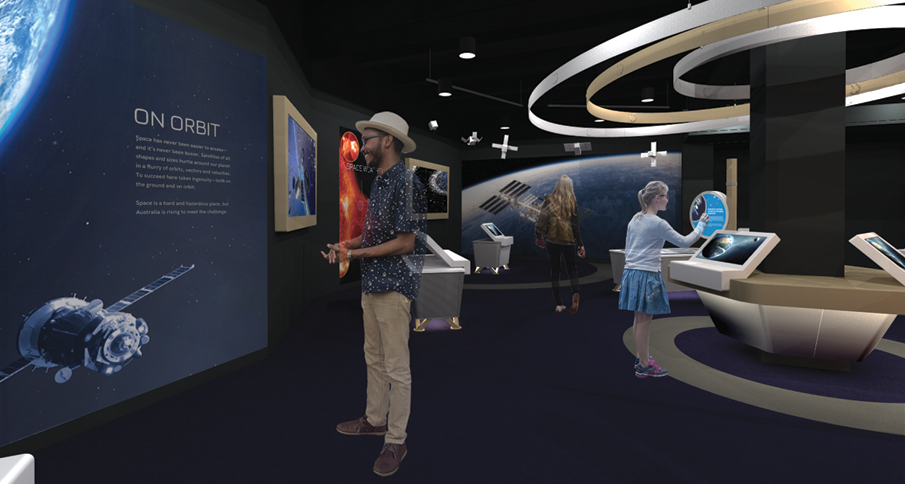 ON ORBIT
Space has never been easier to access—
and it's never been busier. Satellites of all
shapes and sizes hurtle around our planet
in a flurry of orbits, vectors and velocities.
To succeed here takes ingenuity—both on
the ground and on orbit.
Space is a hard and hazardous place, but
Australia is rising to meet the challenge.
SPACE